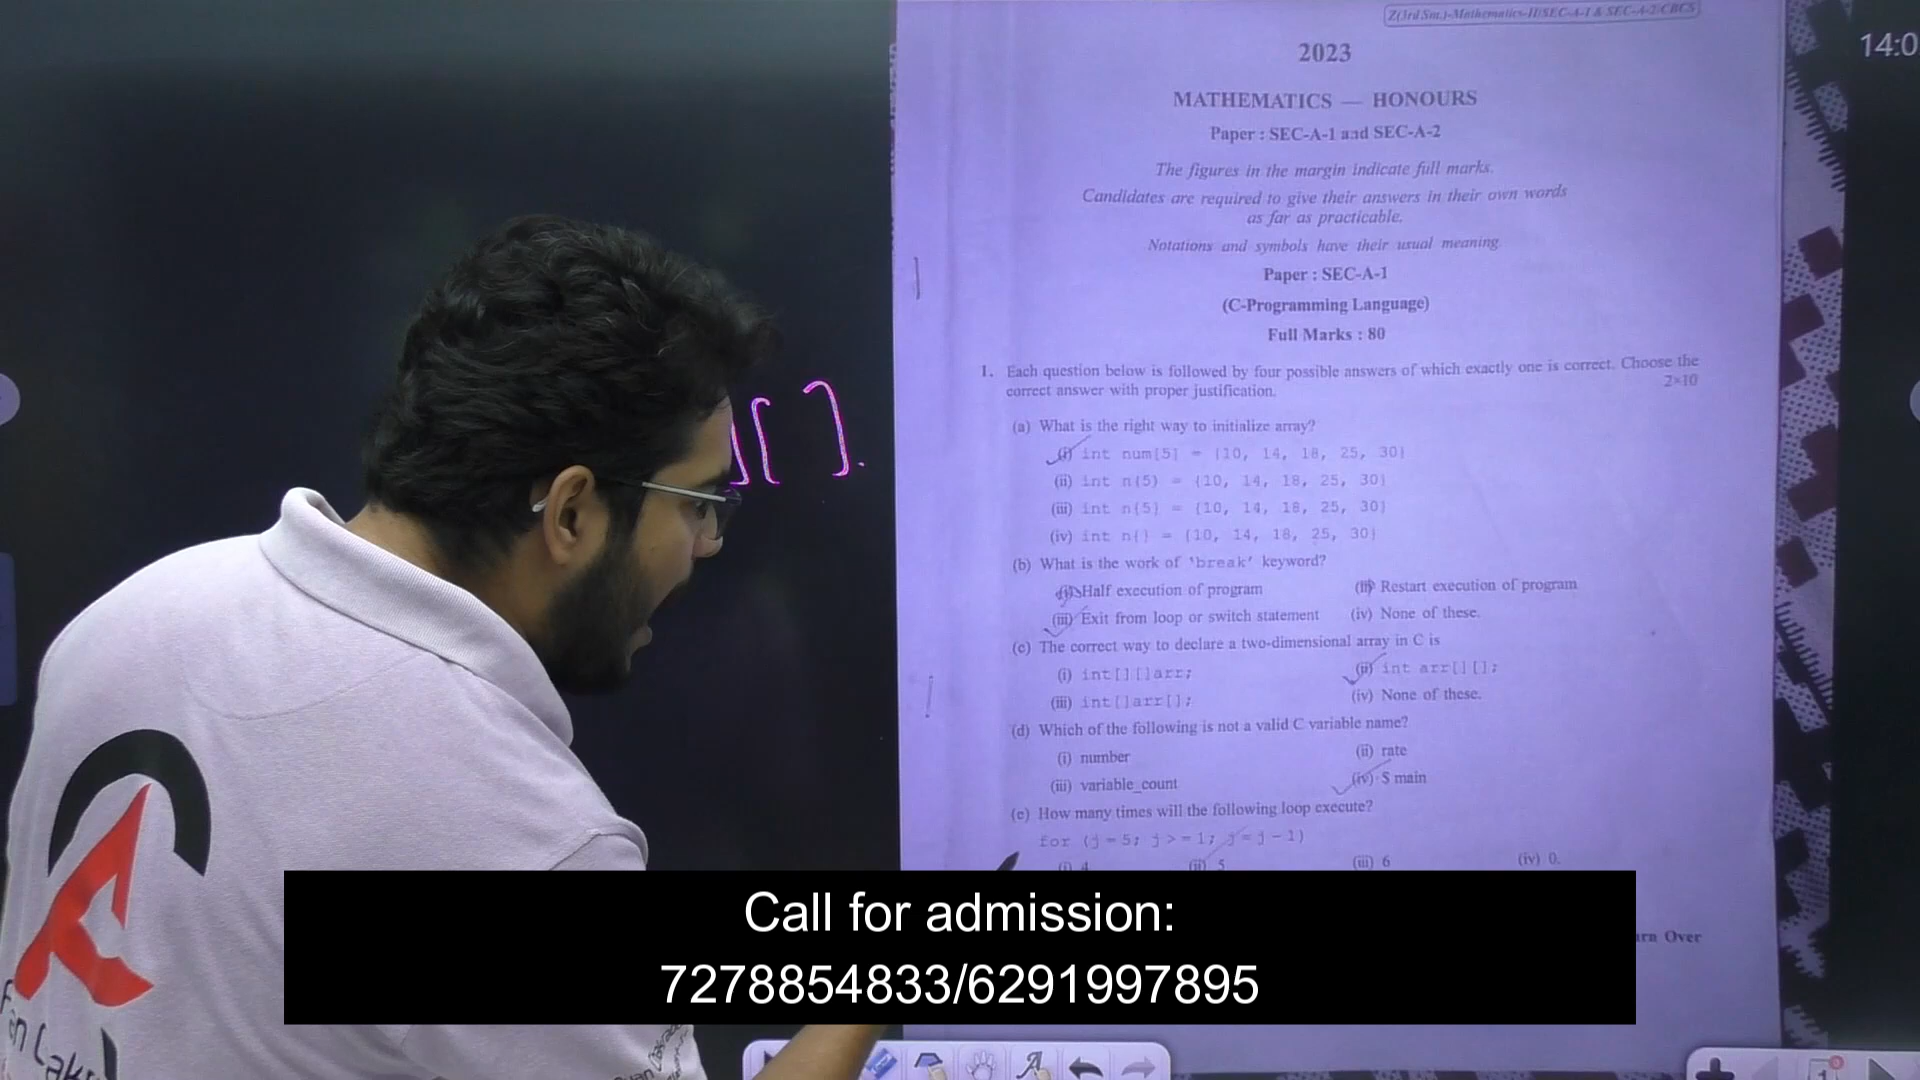 Z(3rd Sm.)-Mathematics-H/SEC-A-1 & SEC-A-2/CBCS
14:0
2023
MATHEMATICS — HONOURS
Paper : SEC-A-1 and SEC-A-2
The figures in the margin indicate full marks.
Candidates are required to give their answers in their own words
as far as practicable.
Notations and symbols have their usual meaning.
Paper : SEC-A-1
(C-Programming Language)
Full Marks : 80
1. Each question below is followed by four possible answers of which exactly one is correct. Choose the
correct answer with proper justification. 2×10
(a) What is the right way to initialize array?
(i) int num[5] = {10, 14, 18, 25, 30}
(ii) int n(5) = {10, 14, 18, 25, 30}
(iii) int n{5} = {10, 14, 18, 25, 30}
(iv) int n{} = {10, 14, 18, 25, 30}
(b) What is the work of ‘break’ keyword?
(i) Half execution of program (ii) Restart execution of program
(iii) Exit from loop or switch statement (iv) None of these.
(c) The correct way to declare a two-dimensional array in C is
(i) int[][]arr; (ii) int arr[][];
(iii) int[]arr[]; (iv) None of these.
(d) Which of the following is not a valid C variable name?
(i) number (ii) rate
(iii) variable_count (iv) $ main
(e) How many times will the following loop execute?
for (j = 5; j >= 1; j = j - 1)
(i) 4 (ii) 5 (iii) 6 (iv) 0.
Over
][ ].
Call for admission:
7278854833/6291997895